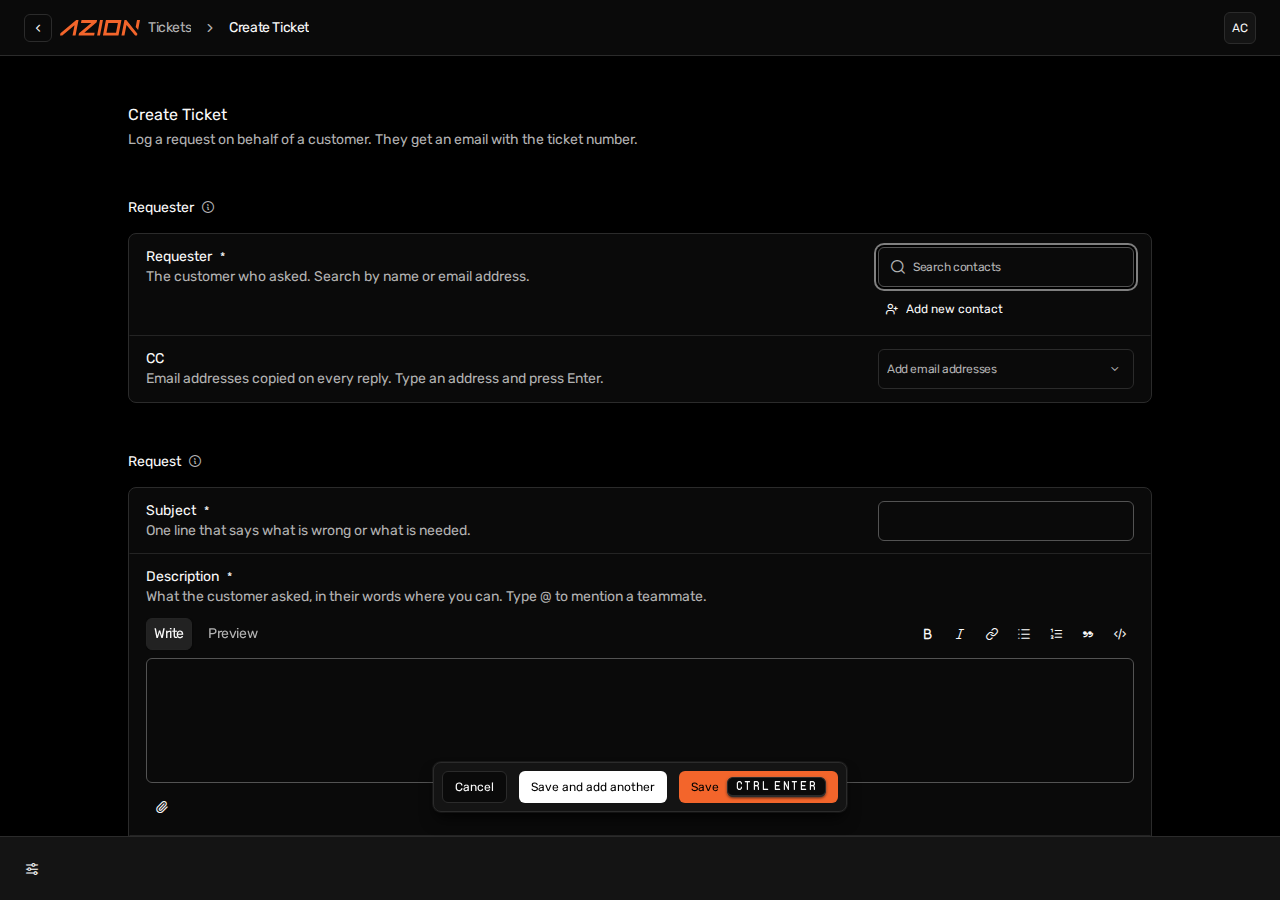 AZION Tickets Create Ticket AC
Create Ticket
Log a request on behalf of a customer. They get an email with the ticket number.
Requester
Requester *
The customer who asked. Search by name or email address.
Search contacts
Add new contact
CC
Email addresses copied on every reply. Type an address and press Enter.
Add email addresses
Request
Subject *
One line that says what is wrong or what is needed.
Description *
What the customer asked, in their words where you can. Type @ to mention a teammate.
Write Preview B I
Cancel Save and add another Save CTRL ENTER